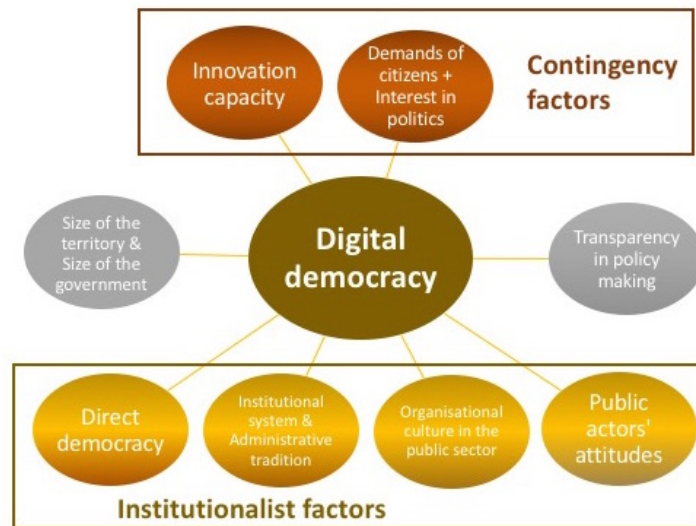 Innovation
capacity
Demands of
citizens +
Interest in
politics
Contingency
factors
Size of the
territory &
Size of the
government
Digital
democracy
Transparency
in policy
making
Direct
democracy
Institutional
system &
Administrative
tradition
Organisational
culture in the
public sector
Public
actors'
attitudes
Institutionalist factors